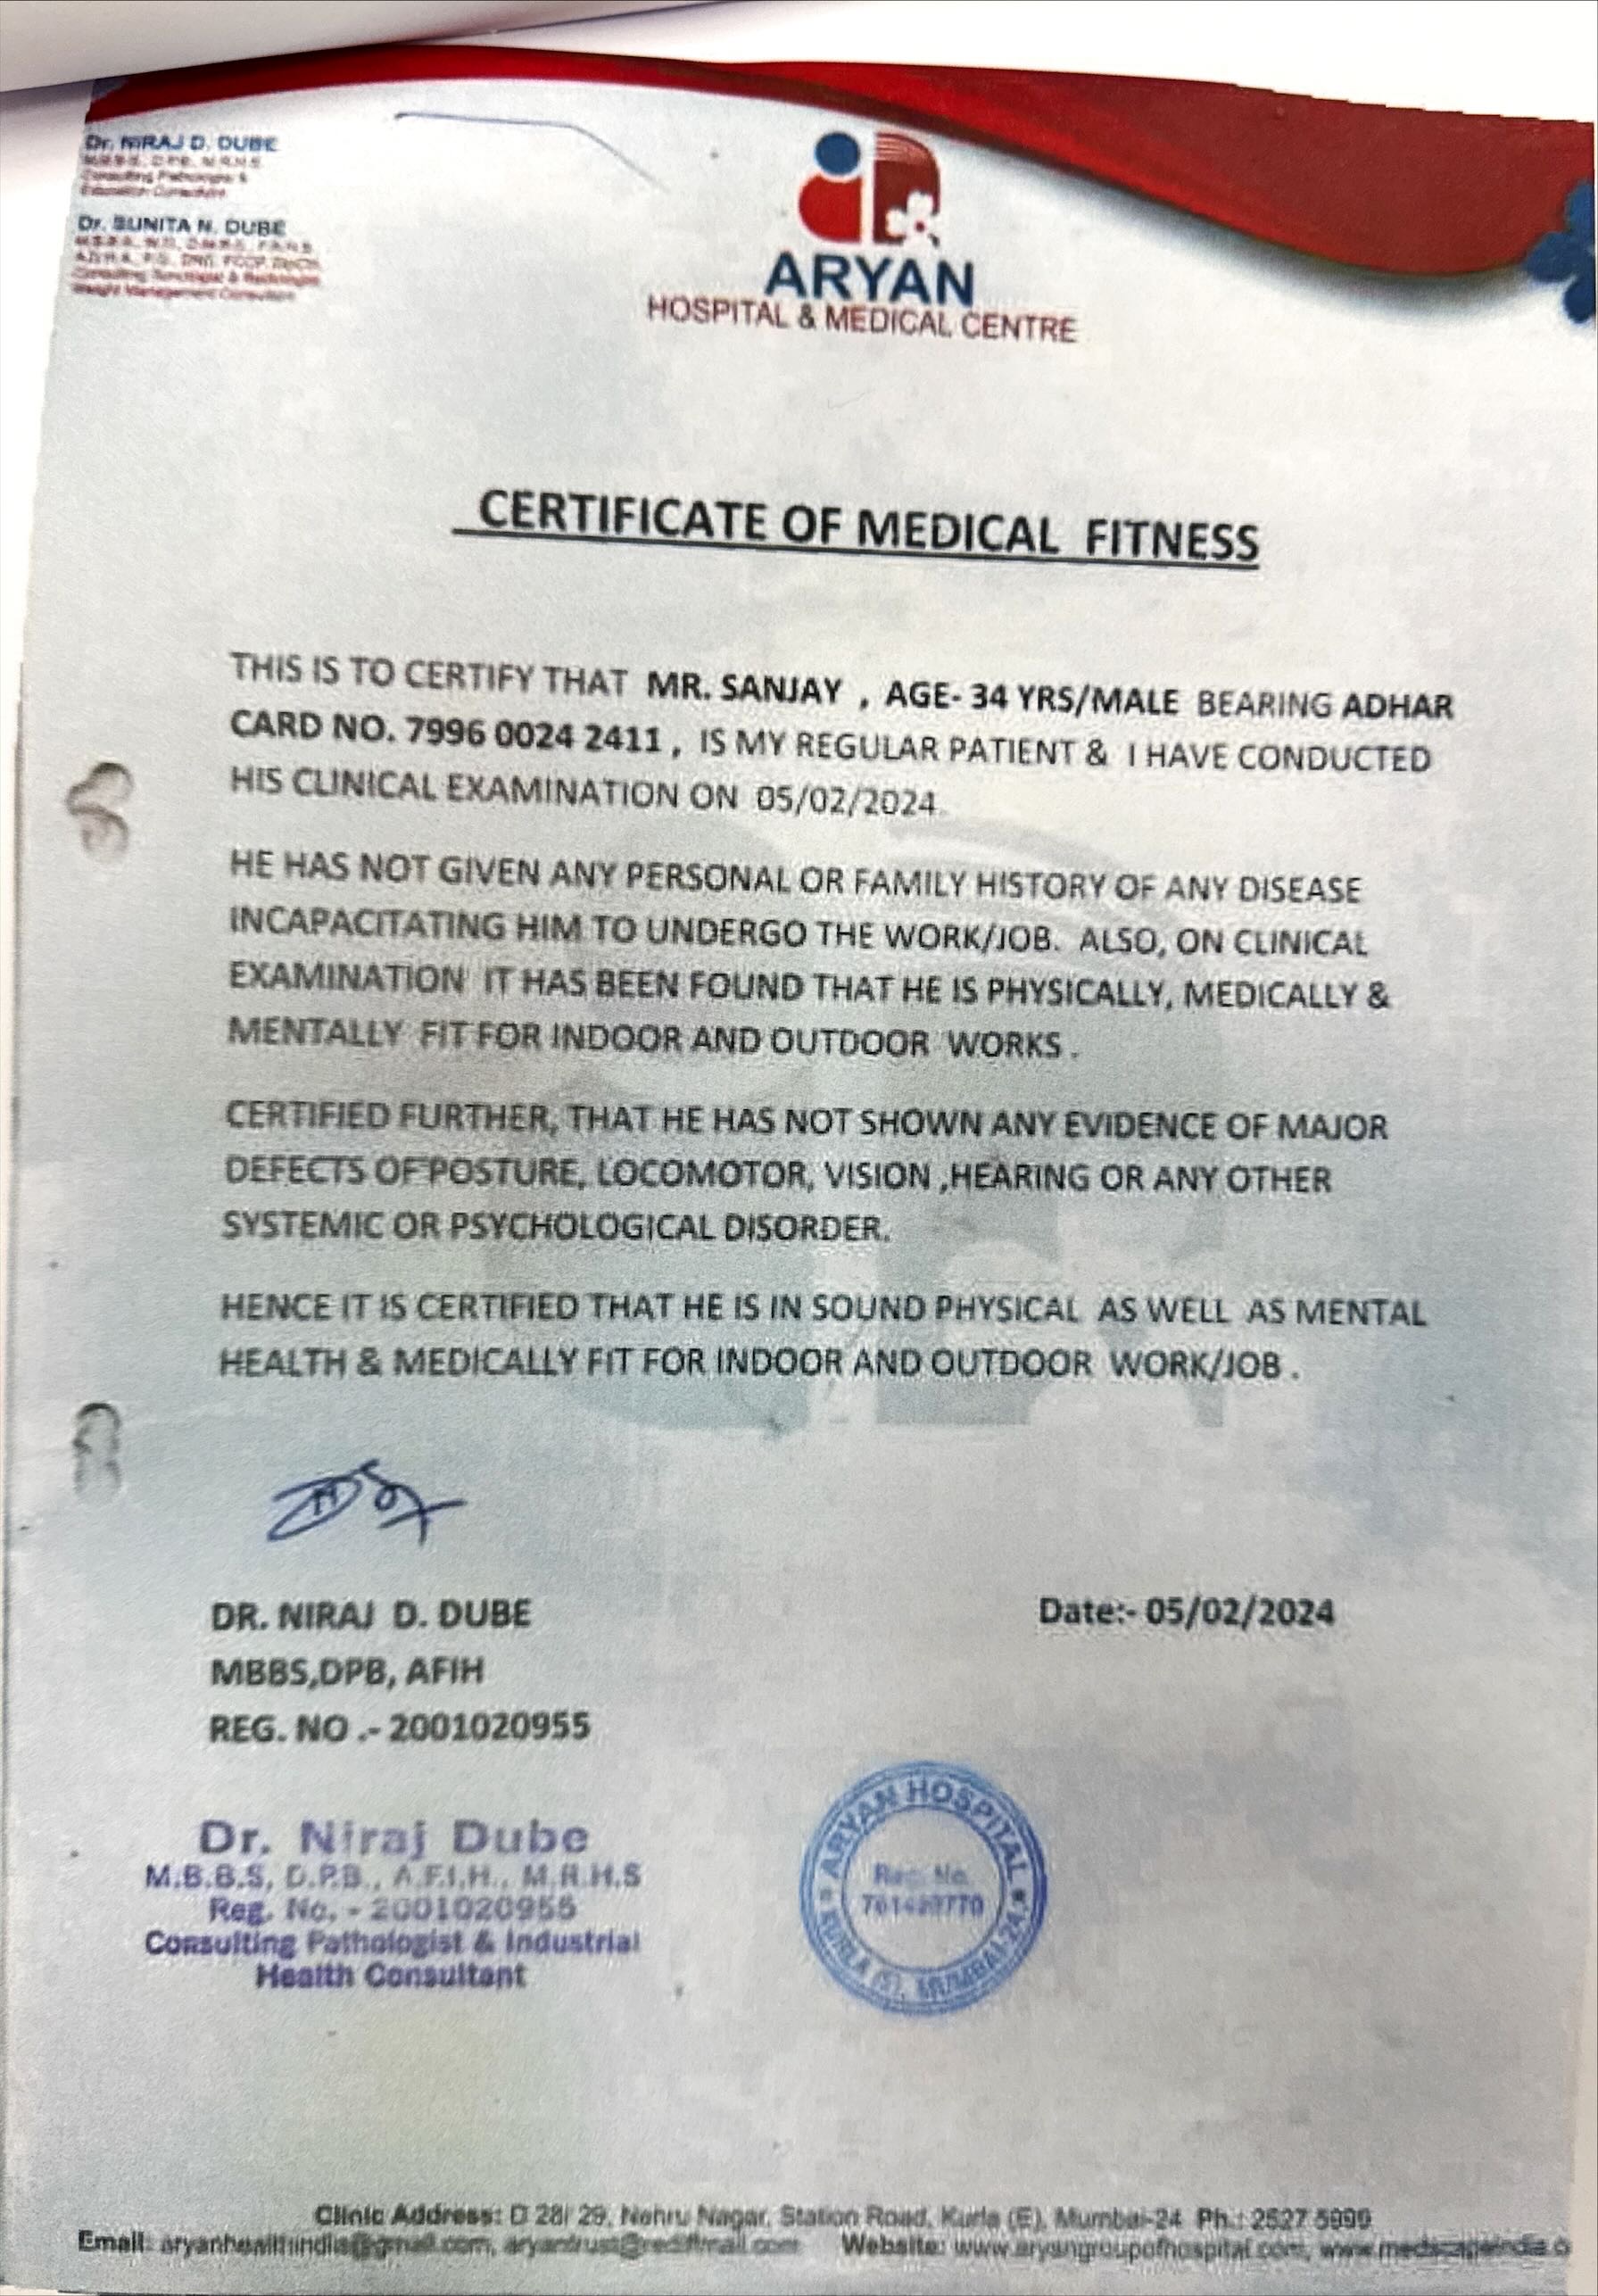 Dr. NIRAJ D. DUBE
Consulting Pathologist &
Dr. SUNITA N. DUBE
Consulting Sonologist & Radiologist
Weight Management Consultant
ARYAN
HOSPITAL & MEDICAL CENTRE
CERTIFICATE OF MEDICAL FITNESS
THIS IS TO CERTIFY THAT MR. SANJAY , AGE- 34 YRS/MALE BEARING ADHAR
CARD NO. 7996 0024 2411 , IS MY REGULAR PATIENT & I HAVE CONDUCTED
HIS CLINICAL EXAMINATION ON 05/02/2024
HE HAS NOT GIVEN ANY PERSONAL OR FAMILY HISTORY OF ANY DISEASE
INCAPACITATING HIM TO UNDERGO THE WORK/JOB. ALSO, ON CLINICAL
EXAMINATION IT HAS BEEN FOUND THAT HE IS PHYSICALLY, MEDICALLY &
MENTALLY FIT FOR INDOOR AND OUTDOOR WORKS .
CERTIFIED FURTHER, THAT HE HAS NOT SHOWN ANY EVIDENCE OF MAJOR
DEFECTS OF POSTURE, LOCOMOTOR, VISION ,HEARING OR ANY OTHER
SYSTEMIC OR PSYCHOLOGICAL DISORDER.
HENCE IT IS CERTIFIED THAT HE IS IN SOUND PHYSICAL AS WELL AS MENTAL
HEALTH & MEDICALLY FIT FOR INDOOR AND OUTDOOR WORK/JOB .
DR. NIRAJ D. DUBE
Date:- 05/02/2024
MBBS,DPB, AFIH
REG. NO .- 2001020955
Dr. Niraj Dube
M.B.B.S, D.P.B., A.F.I.H., M.R.H.S
Reg. No. - 2001020955
Consulting Pathologist & Industrial
Health Consultant
ARYAN HOSPITAL
Reg. No.
KURLA (E), MUMBAI-24
Clinic Address: D 28/ 29, Nehru Nagar, Station Road, Kurla (E), Mumbai-24 Ph.: 2527 5999
Email: aryanhealthindia@gmail.com, aryantrust@rediffmail.com Website: www.aryangroupofhospital.com,